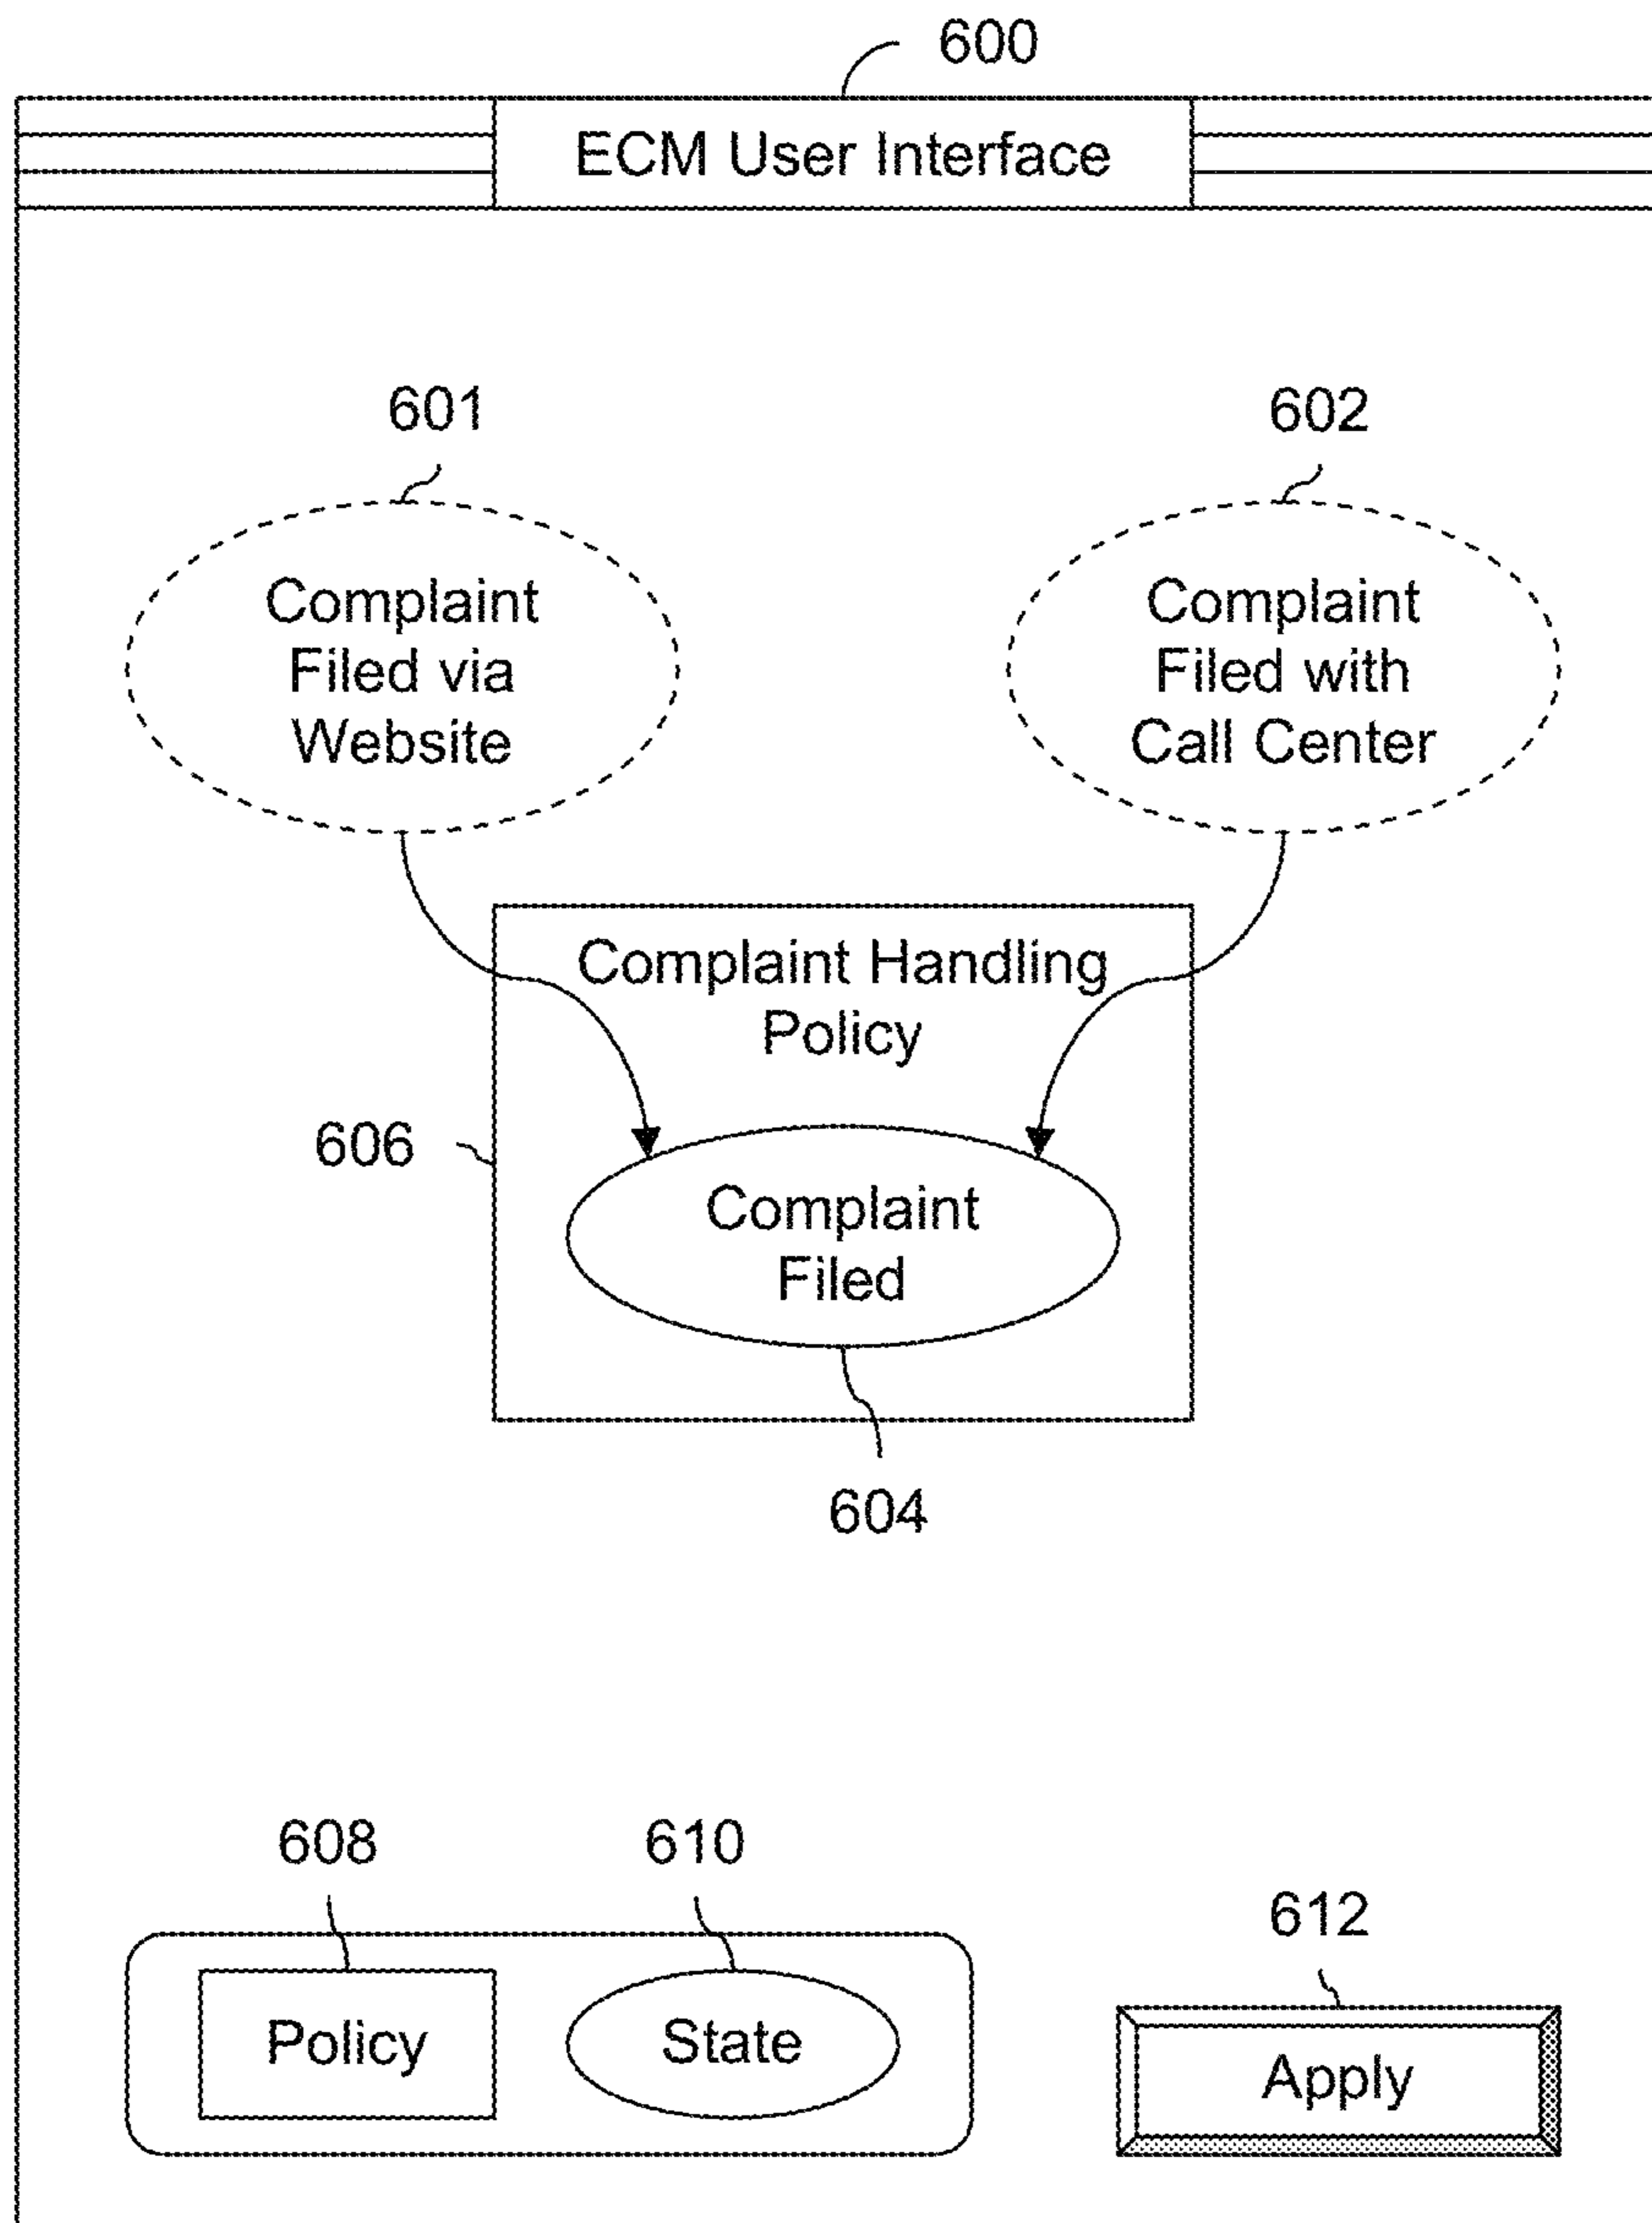 600
ECM User Interface
601
602
Complaint
Filed via
Website
Complaint
Filed with
Call Center
Complaint Handling
Policy
606
Complaint
Filed
604
608
610
612
Policy
State
Apply